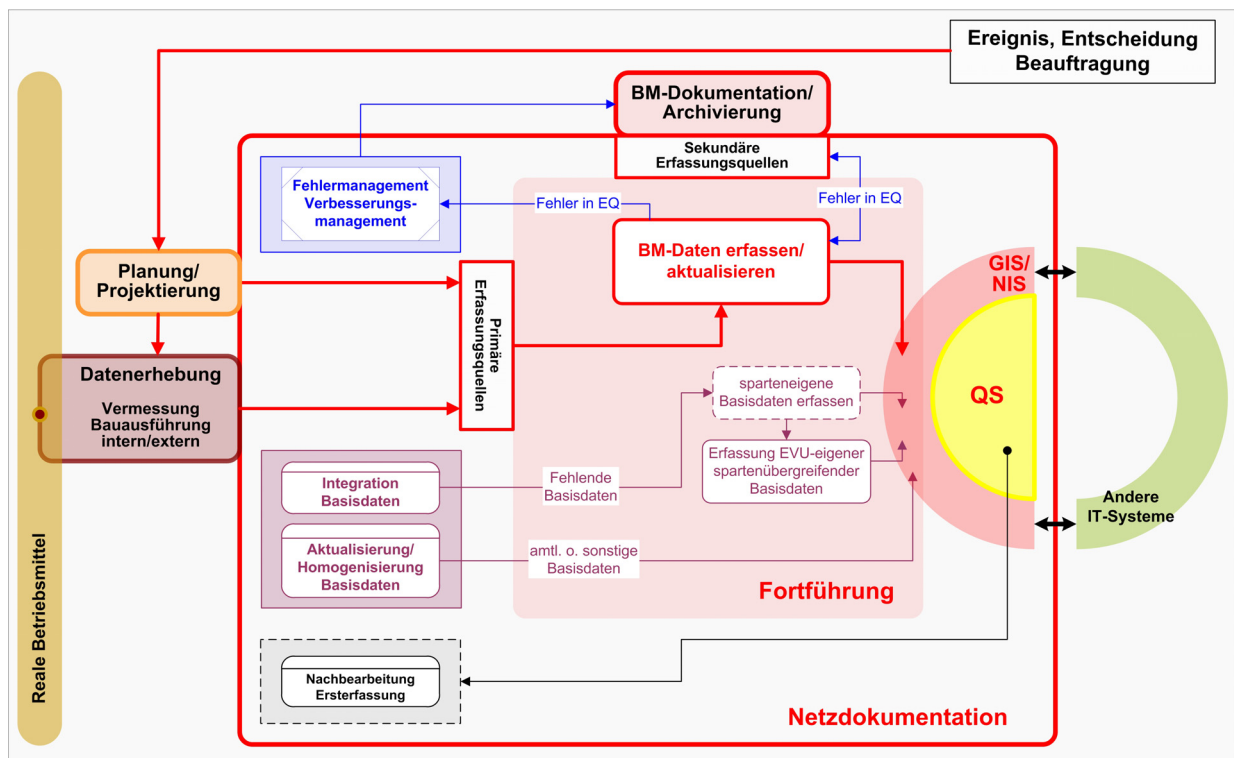 Ereignis, Entscheidung
Beauftragung
BM-Dokumentation/
Archivierung
Sekundäre
Erfassungsquellen
Fehlermanagement
Verbesserungs-
management
Fehler in EQ
Fehler in EQ
BM-Daten erfassen/
aktualisieren
Planung/
Projektierung
Primäre
Erfassungsquellen
GIS/
NIS
QS
Datenerhebung
Vermessung
Bauausführung
intern/extern
sparteneigene
Basisdaten erfassen
Erfassung EVU-eigener
spartenübergreifender
Basisdaten
Integration
Basisdaten
Fehlende
Basisdaten
Aktualisierung/
Homogenisierung
Basisdaten
amtl. o. sonstige
Basisdaten
Andere
IT-Systeme
Fortführung
Nachbearbeitung
Ersterfassung
Netzdokumentation
Reale Betriebsmittel